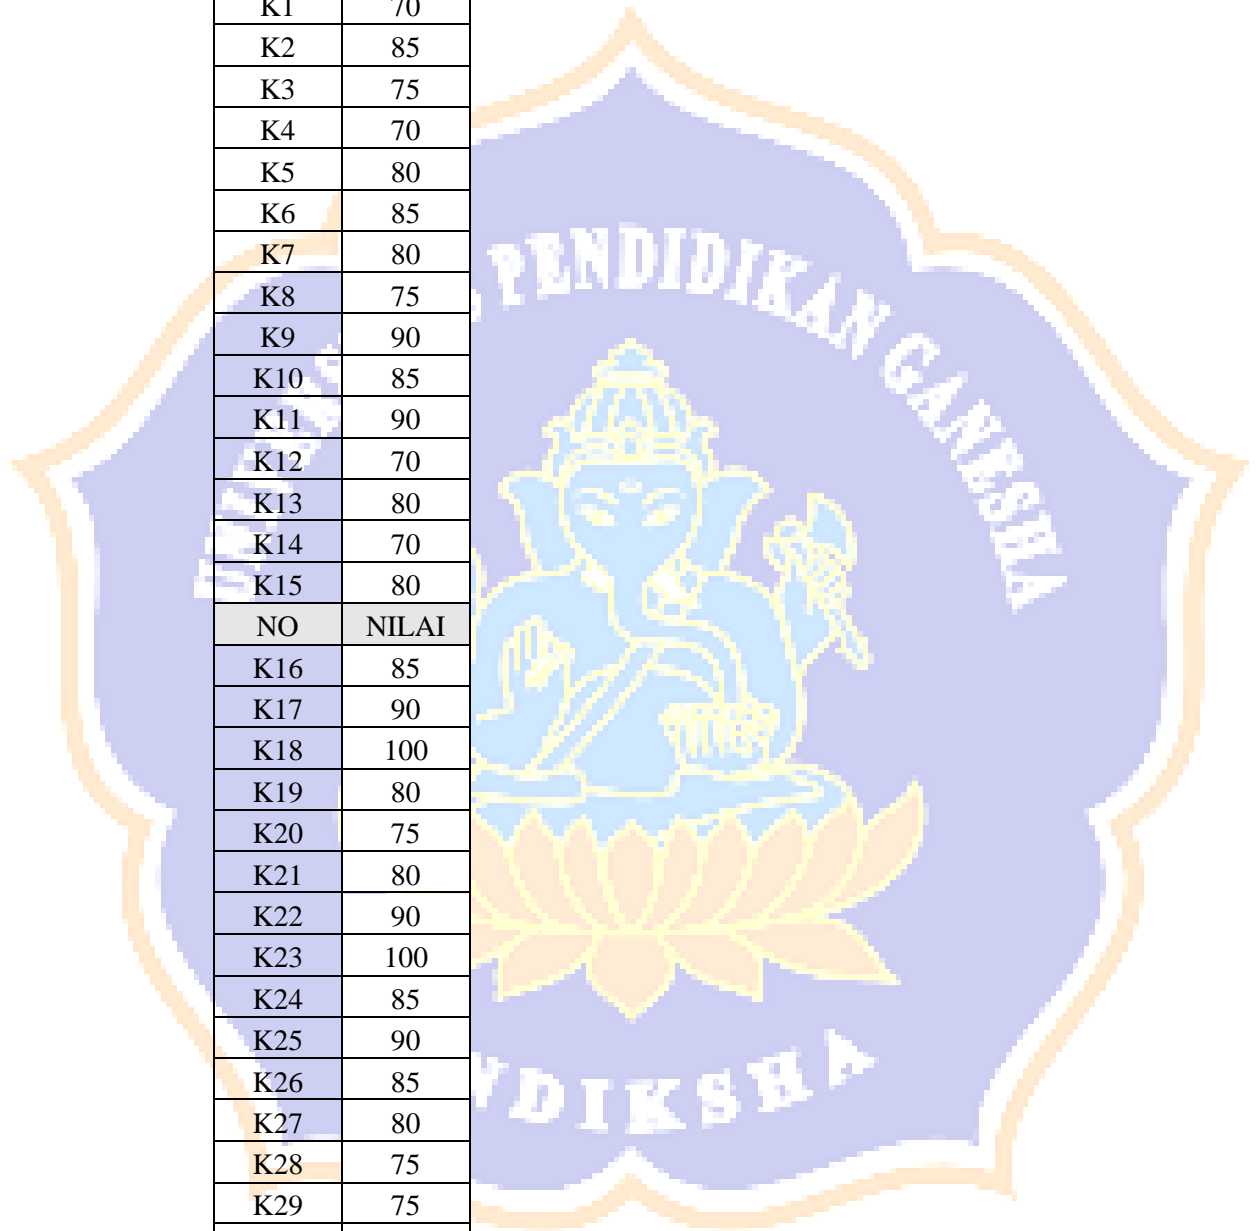 K1 70
K2 85
K3 75
K4 70
K5 80
K6 85
K7 80
K8 75
K9 90
K10 85
K11 90
K12 70
K13 80
K14 70
K15 80
NO NILAI
K16 85
K17 90
K18 100
K19 80
K20 75
K21 80
K22 90
K23 100
K24 85
K25 90
K26 85
K27 80
K28 75
K29 75
PENDIDIKAN GANESHA
NDIKSHA